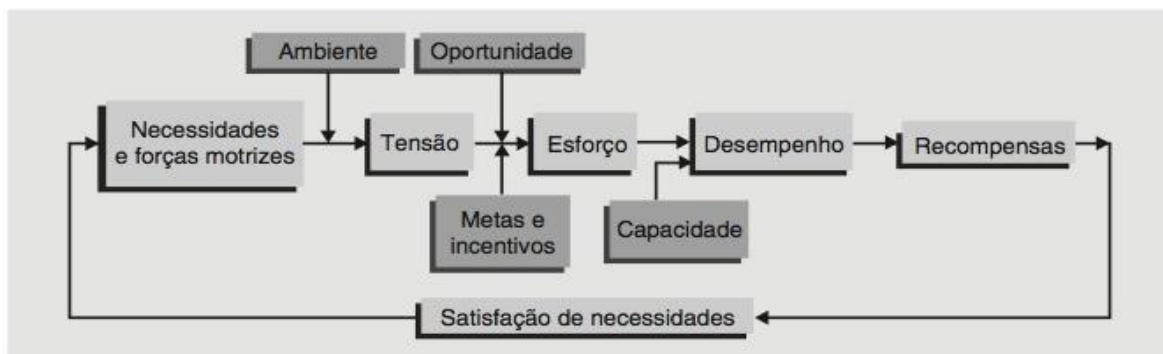 Ambiente
Oportunidade
Necessidades
e forças motrizes
Tensão
Esforço
Desempenho
Recompensas
Metas e
incentivos
Capacidade
Satisfação de necessidades